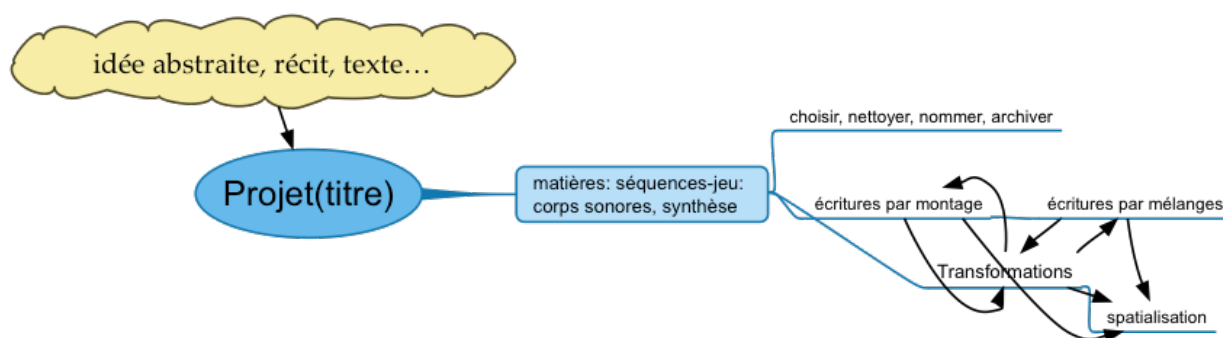 idée abstraite, récit, texte…
Projet(titre)
matières: séquences-jeu:
corps sonores, synthèse
choisir, nettoyer, nommer, archiver
écritures par montage
écritures par mélanges
Transformations
spatialisation